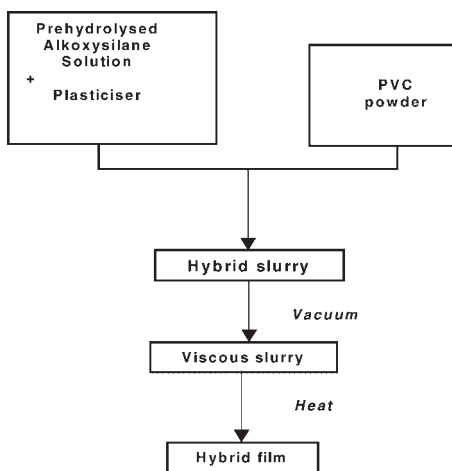 Prehydrolysed
Alkoxysilane
Solution
+
Plasticiser
PVC
powder
Hybrid slurry
Vacuum
Viscous slurry
Heat
Hybrid film